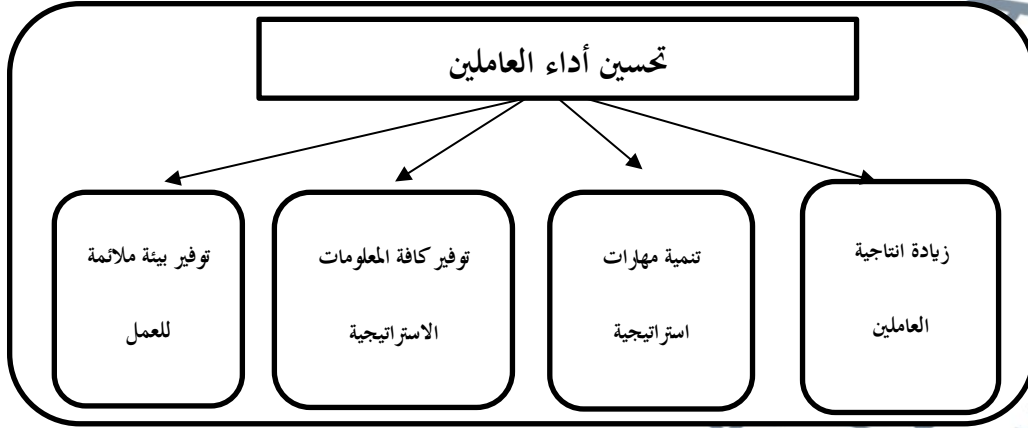 تحسين أداء العاملين
زيادة انتاجية
العاملين
تنمية مهارات
استراتيجية
توفير كافة المعلومات
الاستراتيجية
توفير بيئة ملائمة
للعمل